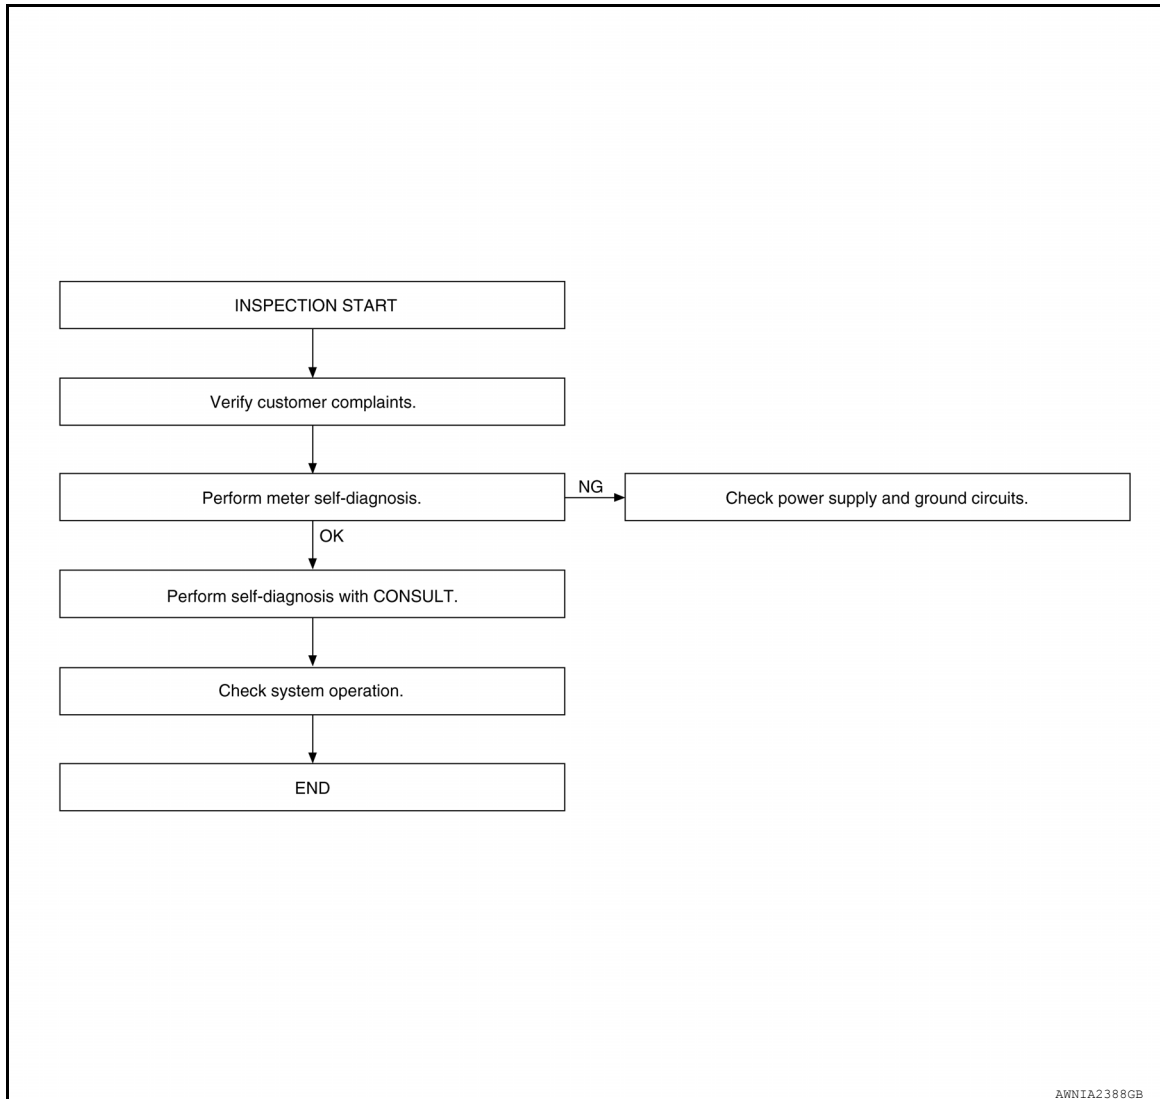 INSPECTION START
Verify customer complaints.
Perform meter self-diagnosis.
NG
Check power supply and ground circuits.
OK
Perform self-diagnosis with CONSULT.
Check system operation.
END
AWNIA2388GB